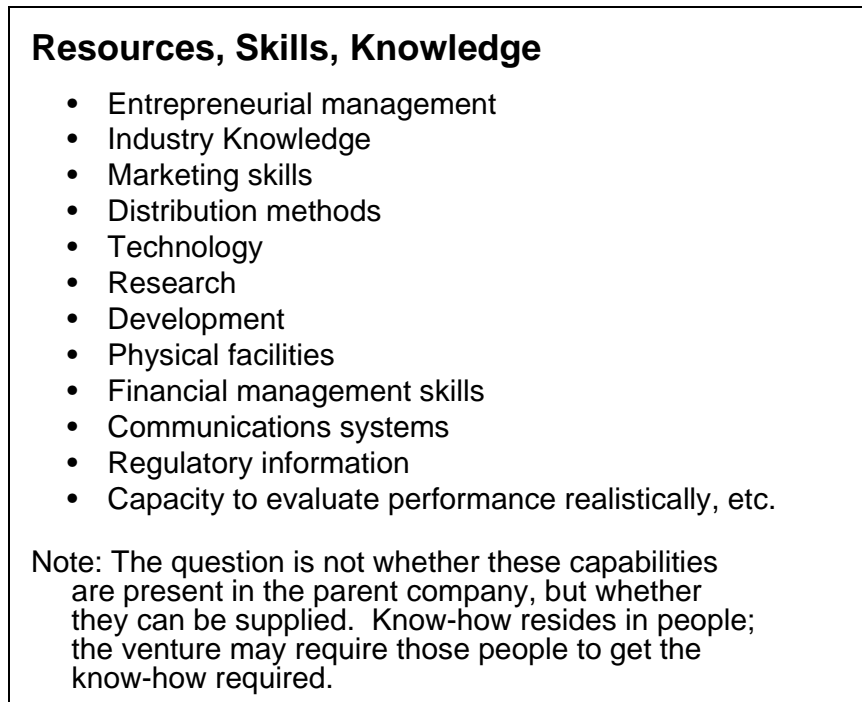 Resources, Skills, Knowledge
• Entrepreneurial management
• Industry Knowledge
• Marketing skills
• Distribution methods
• Technology
• Research
• Development
• Physical facilities
• Financial management skills
• Communications systems
• Regulatory information
• Capacity to evaluate performance realistically, etc.
Note: The question is not whether these capabilities
are present in the parent company, but whether
they can be supplied.  Know-how resides in people;
the venture may require those people to get the
know-how required.